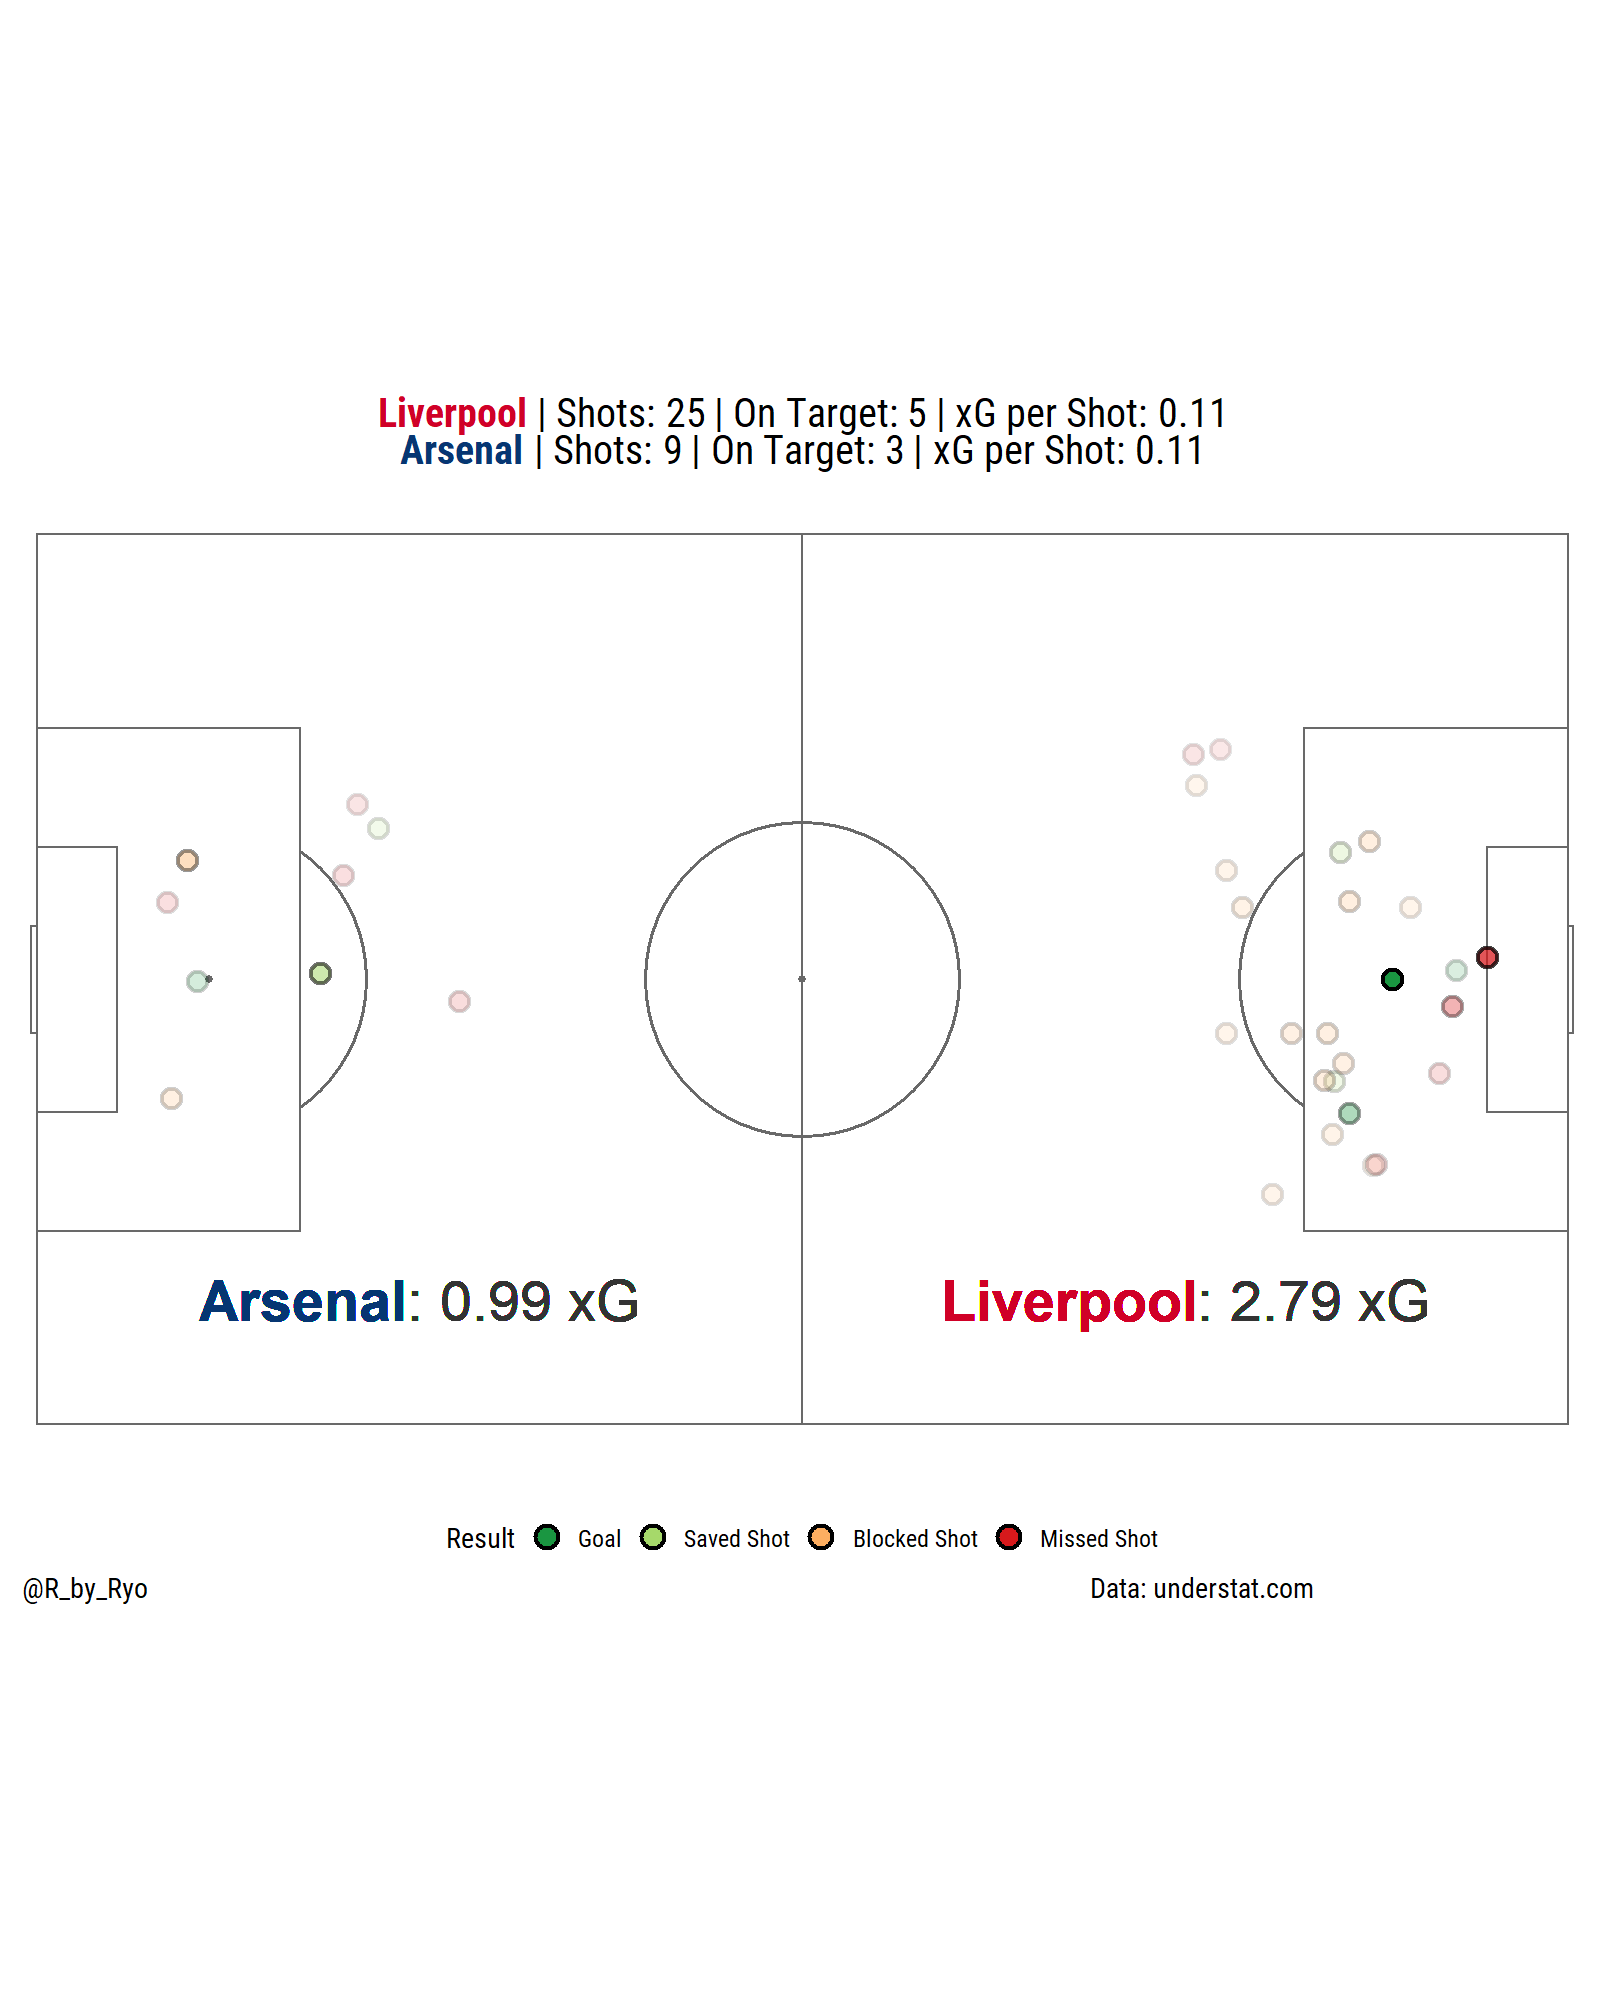 Liverpool | Shots: 25 | On Target: 5 | xG per Shot: 0.11
Arsenal | Shots: 9 | On Target: 3 | xG per Shot: 0.11
Arsenal: 0.99 xG
Liverpool: 2.79 xG
Result Goal Saved Shot Blocked Shot Missed Shot
@R_by_Ryo
Data: understat.com